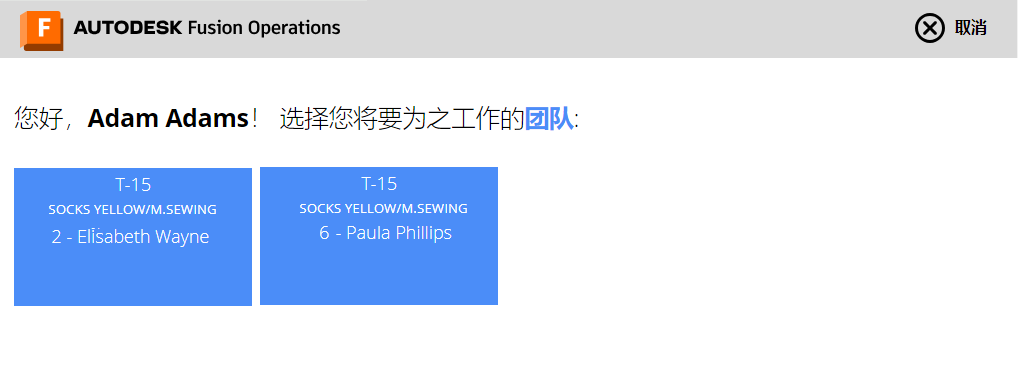 F AUTODESK Fusion Operations
取消
您好，Adam Adams！ 选择您将要为之工作的团队:
T-15
SOCKS YELLOW/M.SEWING
2 - Elisabeth Wayne
T-15
SOCKS YELLOW/M.SEWING
6 - Paula Phillips